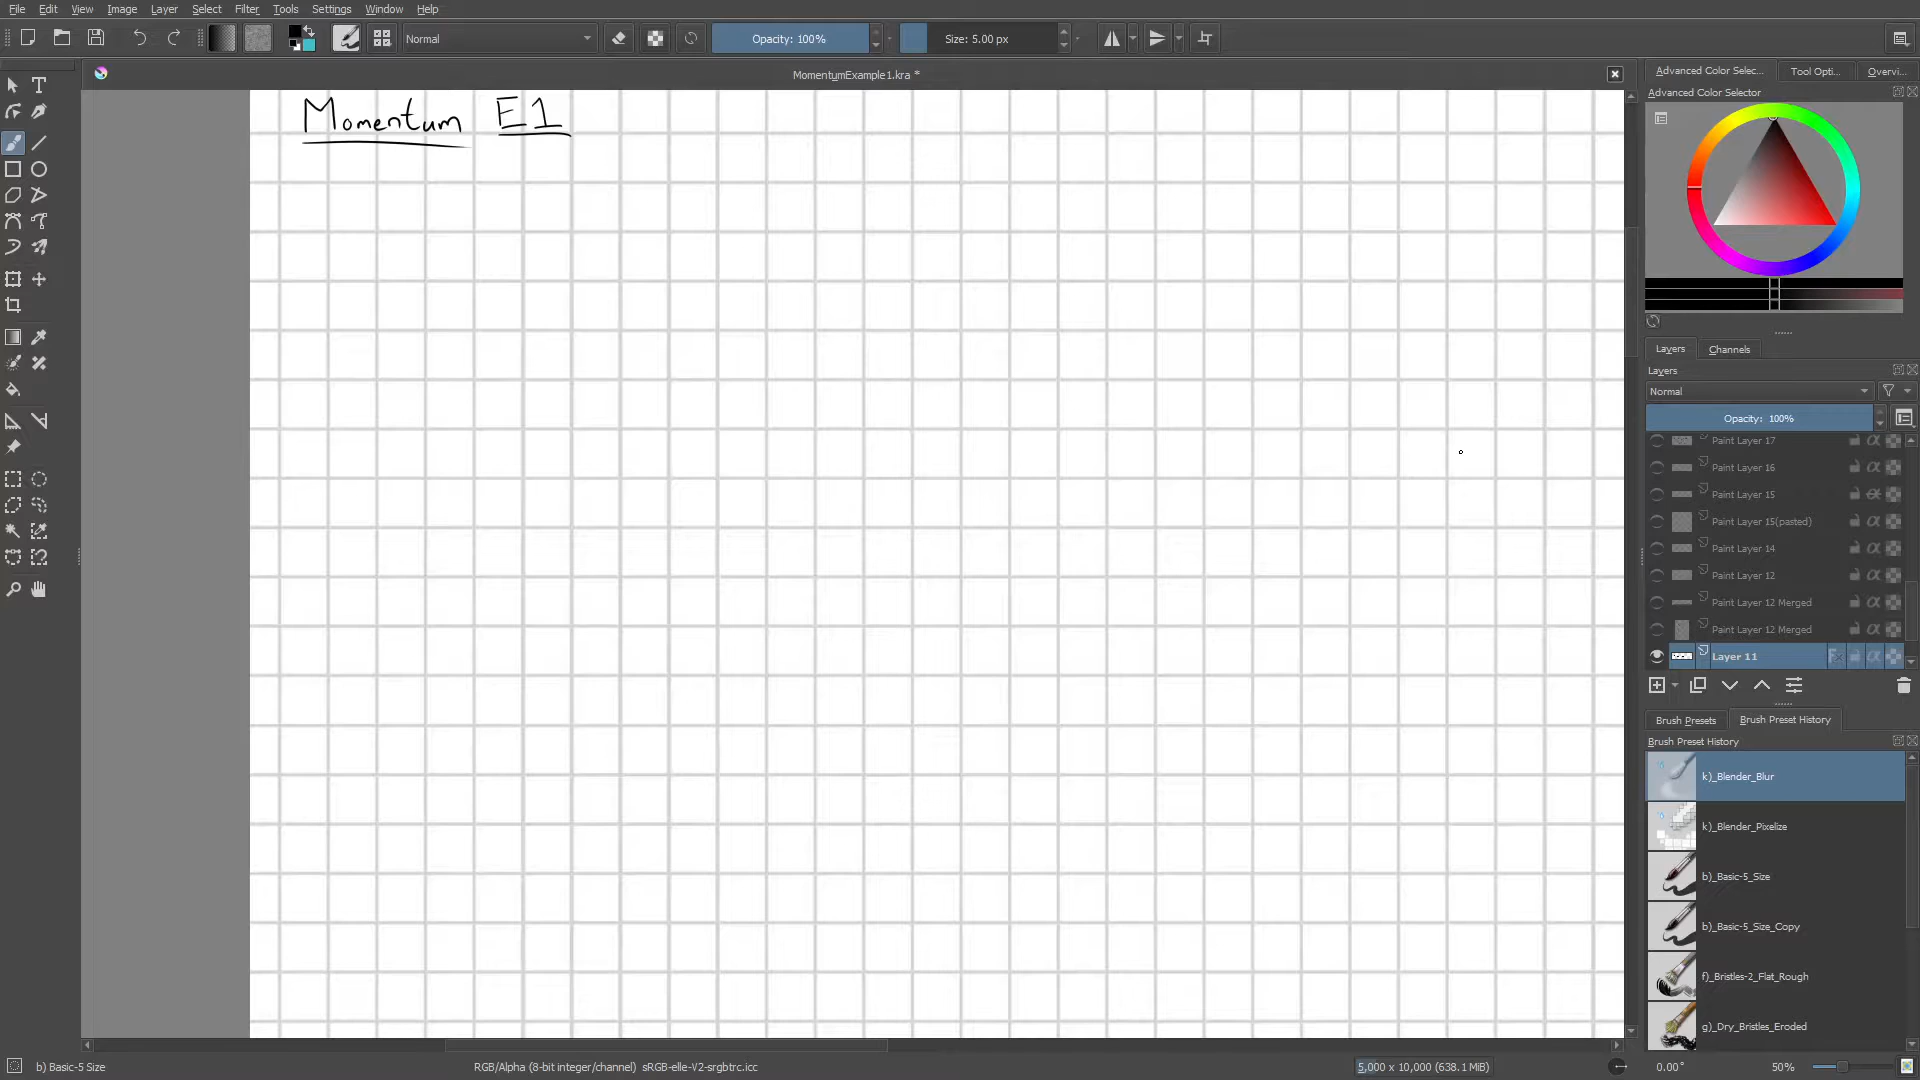 File Edit View Image Layer Select Filter Tools Settings Window Help
Normal Opacity: 100% Size: 5.00 px
MomentumExample1.kra *
Momentum E1
Advanced Color Selec... Tool Opti... Overvi...
Advanced Color Selector
Layers Channels
Layers
Normal
Opacity: 100%
Paint Layer 17
Paint Layer 16
Paint Layer 15
Paint Layer 15(pasted)
Paint Layer 14
Paint Layer 12
Paint Layer 12 Merged
Paint Layer 12 Merged
Layer 11
Brush Presets Brush Preset History
Brush Preset History
k)_Blender_Blur
k)_Blender_Pixelize
b)_Basic-5_Size
b)_Basic-5_Size_Copy
f)_Bristles-2_Flat_Rough
g)_Dry_Bristles_Eroded
b) Basic-5 Size RGB/Alpha (8-bit integer/channel) sRGB-elle-V2-srgbtrc.icc 5,000 x 10,000 (638.1 MiB) 0.00° 50%